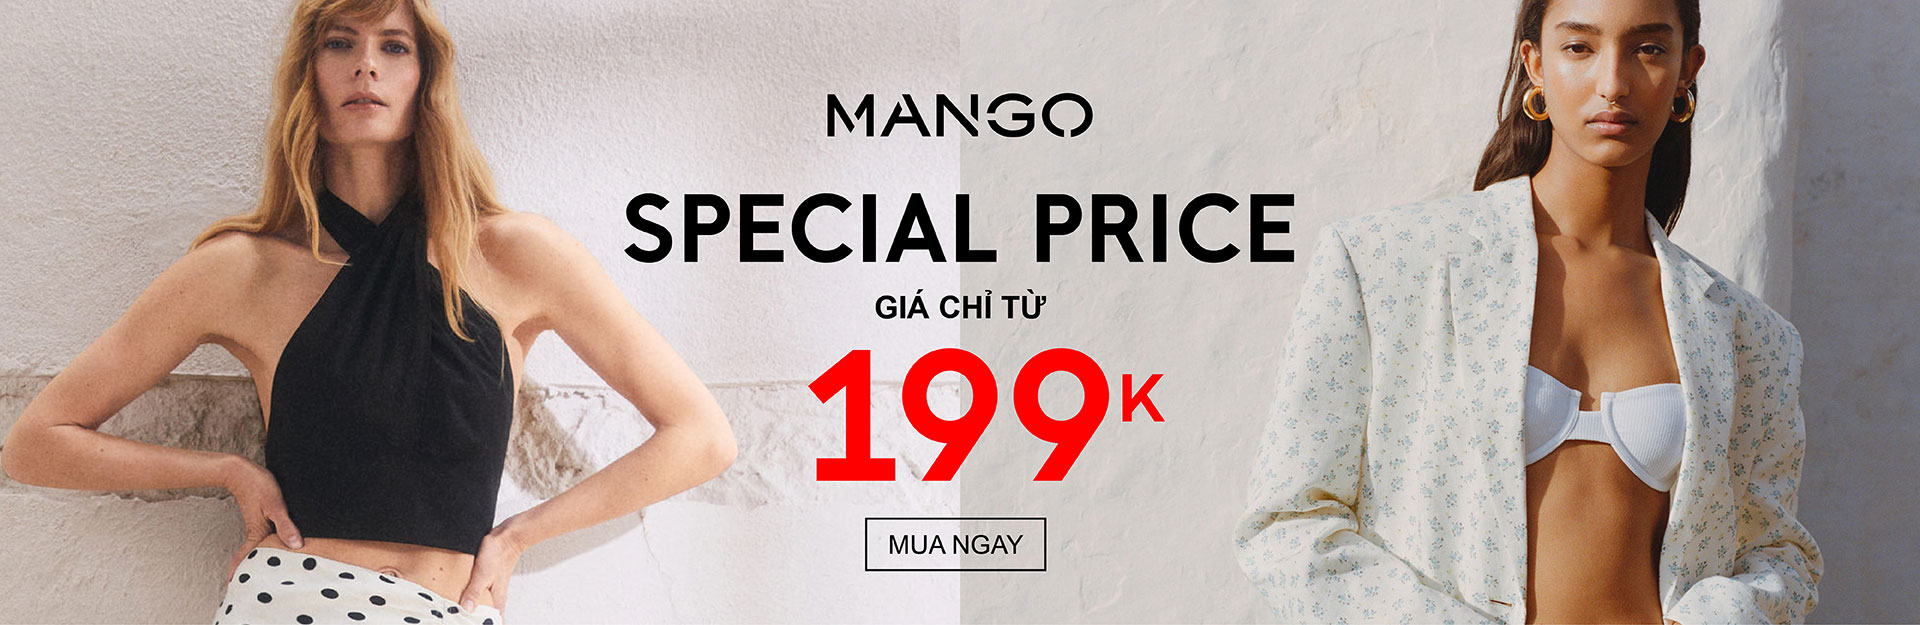 MANGO
SPECIAL PRICE
GIÁ CHỈ TỪ
199K
MUA NGAY